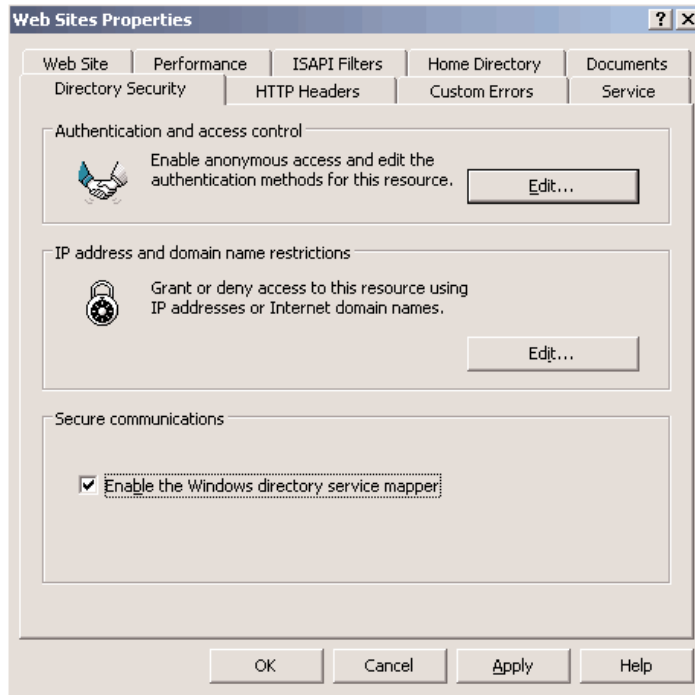 Web Sites Properties
Web Site Performance ISAPI Filters Home Directory Documents
Directory Security HTTP Headers Custom Errors Service
Authentication and access control
Enable anonymous access and edit the
authentication methods for this resource.
Edit...
IP address and domain name restrictions
Grant or deny access to this resource using
IP addresses or Internet domain names.
Edit...
Secure communications
Enable the Windows directory service mapper
OK Cancel Apply Help